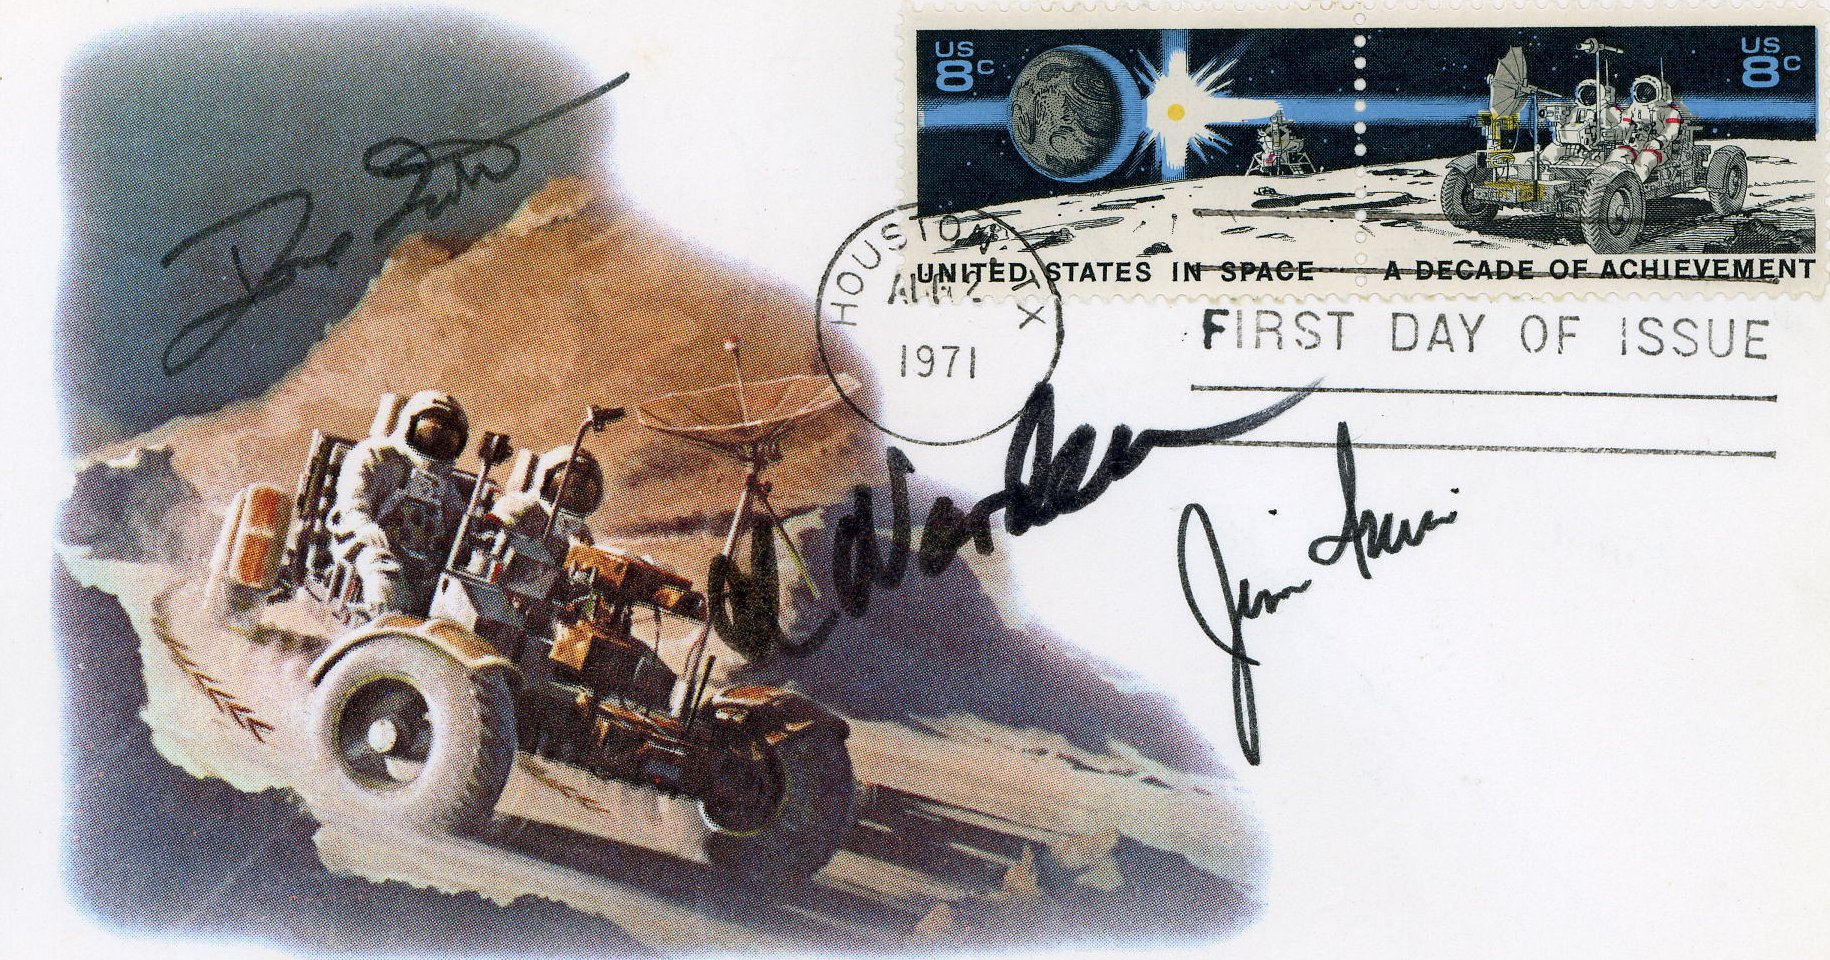 US
8c
US
8c
UNITED STATES IN SPACE... A DECADE OF ACHIEVEMENT
HOUSTON, TX
AUG 2
1971
FIRST DAY OF ISSUE
Dave Scott
Al Worden
Jim Irwin